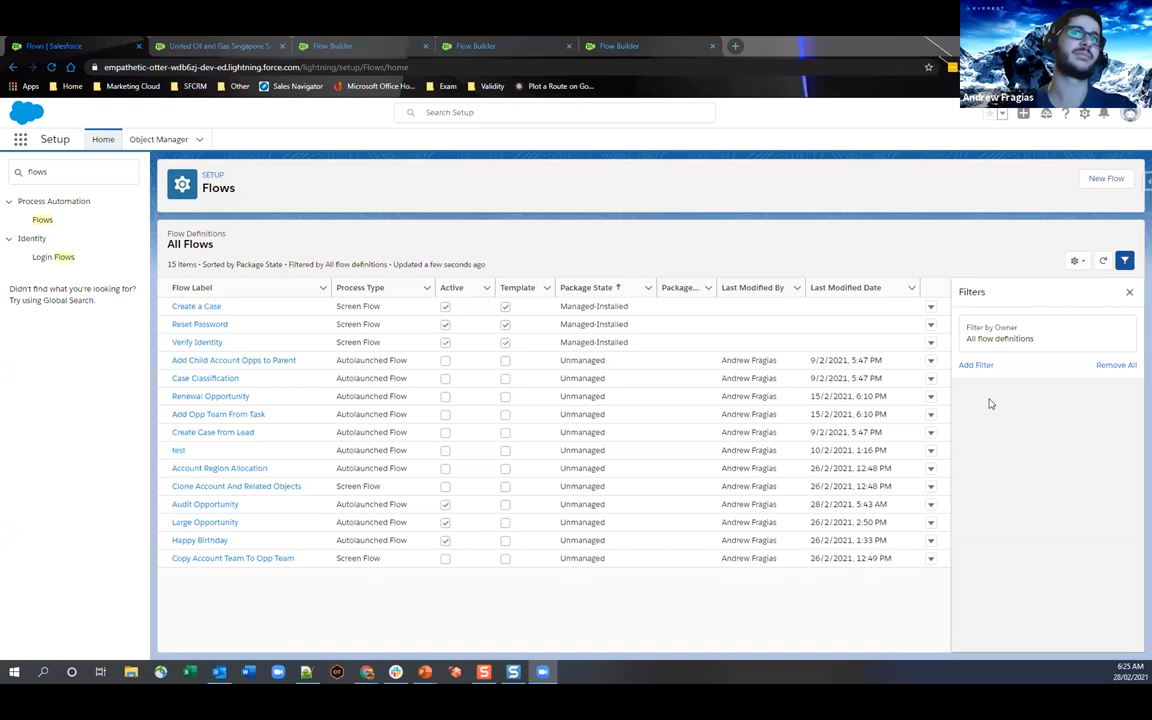 LEVEREST
Flows | Salesforce
United Oil and Gas Singapore S
Flow Builder
Flow Builder
Flow Builder
empathetic-otter-wdb6zj-dev-ed.lightning.force.com/lightning/setup/Flows/home
Apps
Home
Marketing Cloud
SFCRM
Other
Sales Navigator
Microsoft Office Ho...
Exam
Validity
Plot a Route on Go...
Andrew Fragias
Search Setup
Setup
Home
Object Manager
flows
Process Automation
Flows
Identity
Login Flows
Didn't find what you're looking for?
Try using Global Search.
SETUP
Flows
New Flow
Flow Definitions
All Flows
15 items • Sorted by Package State • Filtered by All flow definitions • Updated a few seconds ago
Flow Label Process Type Active Template Package State ↑ Package... Last Modified By Last Modified Date
Create a Case Screen Flow Managed-Installed
Reset Password Screen Flow Managed-Installed
Verify Identity Screen Flow Managed-Installed
Add Child Account Opps to Parent Autolaunched Flow Unmanaged Andrew Fragias 9/2/2021, 5:47 PM
Case Classification Autolaunched Flow Unmanaged Andrew Fragias 9/2/2021, 5:47 PM
Renewal Opportunity Autolaunched Flow Unmanaged Andrew Fragias 15/2/2021, 6:10 PM
Add Opp Team From Task Autolaunched Flow Unmanaged Andrew Fragias 15/2/2021, 6:10 PM
Create Case from Lead Autolaunched Flow Unmanaged Andrew Fragias 9/2/2021, 5:47 PM
test Autolaunched Flow Unmanaged Andrew Fragias 10/2/2021, 1:16 PM
Account Region Allocation Autolaunched Flow Unmanaged Andrew Fragias 26/2/2021, 12:48 PM
Clone Account And Related Objects Screen Flow Unmanaged Andrew Fragias 26/2/2021, 12:48 PM
Audit Opportunity Autolaunched Flow Unmanaged Andrew Fragias 28/2/2021, 5:43 AM
Large Opportunity Autolaunched Flow Unmanaged Andrew Fragias 26/2/2021, 2:50 PM
Happy Birthday Autolaunched Flow Unmanaged Andrew Fragias 26/2/2021, 1:33 PM
Copy Account Team To Opp Team Screen Flow Unmanaged Andrew Fragias 26/2/2021, 12:49 PM
Filters
Filter by Owner
All flow definitions
Add Filter
Remove All
6:25 AM
28/02/2021